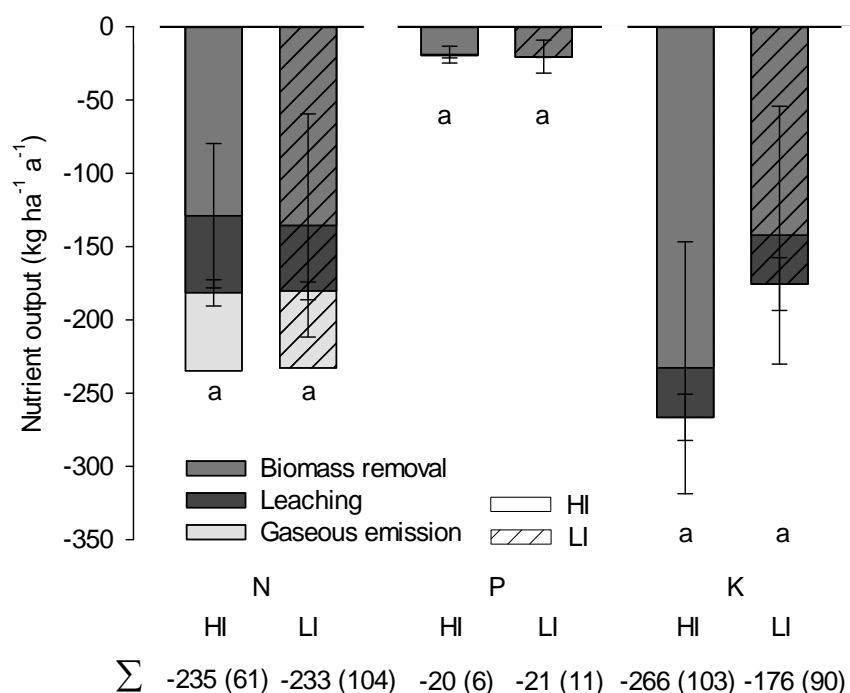 0
-50
-100
-150
-200
-250
-300
-350
Nutrient output (kg ha⁻¹ a⁻¹)
a a a a a a
Biomass removal
Leaching
Gaseous emission
HI
LI
N P K
HI LI HI LI HI LI
∑ -235 (61) -233 (104) -20 (6) -21 (11) -266 (103) -176 (90)